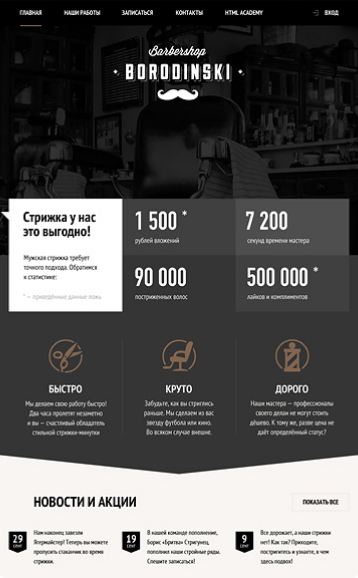 ГЛАВНАЯ НАШИ РАБОТЫ ЗАПИСАТЬСЯ КОНТАКТЫ HTML ACADEMY ВХОД
Barbershop
BORODINSKI
Стрижка у нас
это выгодно!
Мужская стрижка требует
точного подхода. Обратимся
к статистике:
* — приведённые данные ложь
1 500 *
рублей вложений
7 200
секунд времени мастера
90 000
постриженных волос
500 000 *
лайков и комплиментов
БЫСТРО
Мы делаем свою работу быстро!
Два часа пролетят незаметно
и вы — счастливый обладатель
стильной стрижки-минутки
КРУТО
Забудьте, как вы стриглись
раньше. Мы сделаем из вас
звезду футбола или кино.
Во всяком случае внешне.
ДОРОГО
Наши мастера — профессионалы
своего дела и не могут стоить
дёшево. К тому же, разве цена не
даёт определённый статус?
НОВОСТИ И АКЦИИ
ПОКАЗАТЬ ВСЕ
29
СЕНТ
Нам наконец завезли
Ягермайстер! Теперь вы можете
пропустить стаканчик во время
стрижки.
19
СЕНТ
В нашей команде пополнение,
Борис «Бритва» Стригунец,
пополнил наши стройные ряды.
Спешите записаться!
9
СЕНТ
Все дорожает, а наши стрижки
нет! Как так? Приходите,
постригитесь и узнаете, в чем
здесь подвох!